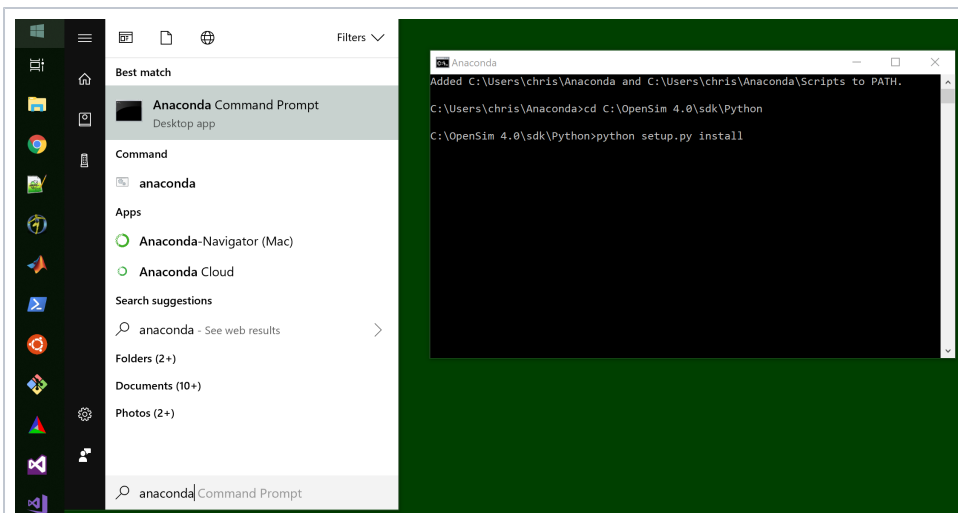 Filters
Best match
Anaconda Command Prompt
Desktop app
Command
anaconda
Apps
Anaconda-Navigator (Mac)
Anaconda Cloud
Search suggestions
anaconda - See web results
Folders (2+)
Documents (10+)
Photos (2+)
anaconda Command Prompt
Anaconda
Added C:\Users\chris\Anaconda and C:\Users\chris\Anaconda\Scripts to PATH.
C:\Users\chris\Anaconda>cd C:\OpenSim 4.0\sdk\Python
C:\OpenSim 4.0\sdk\Python>python setup.py install